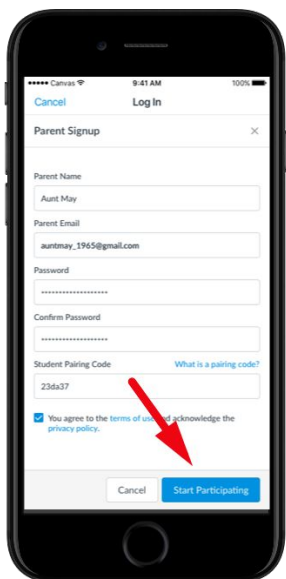 Canvas 9:41 AM 100%
Cancel Log In
Parent Signup ×
Parent Name
Aunt May
Parent Email
auntmay_1965@gmail.com
Password
Confirm Password
Student Pairing Code What is a pairing code?
23da37
You agree to the terms of use and acknowledge the
privacy policy.
Cancel Start Participating